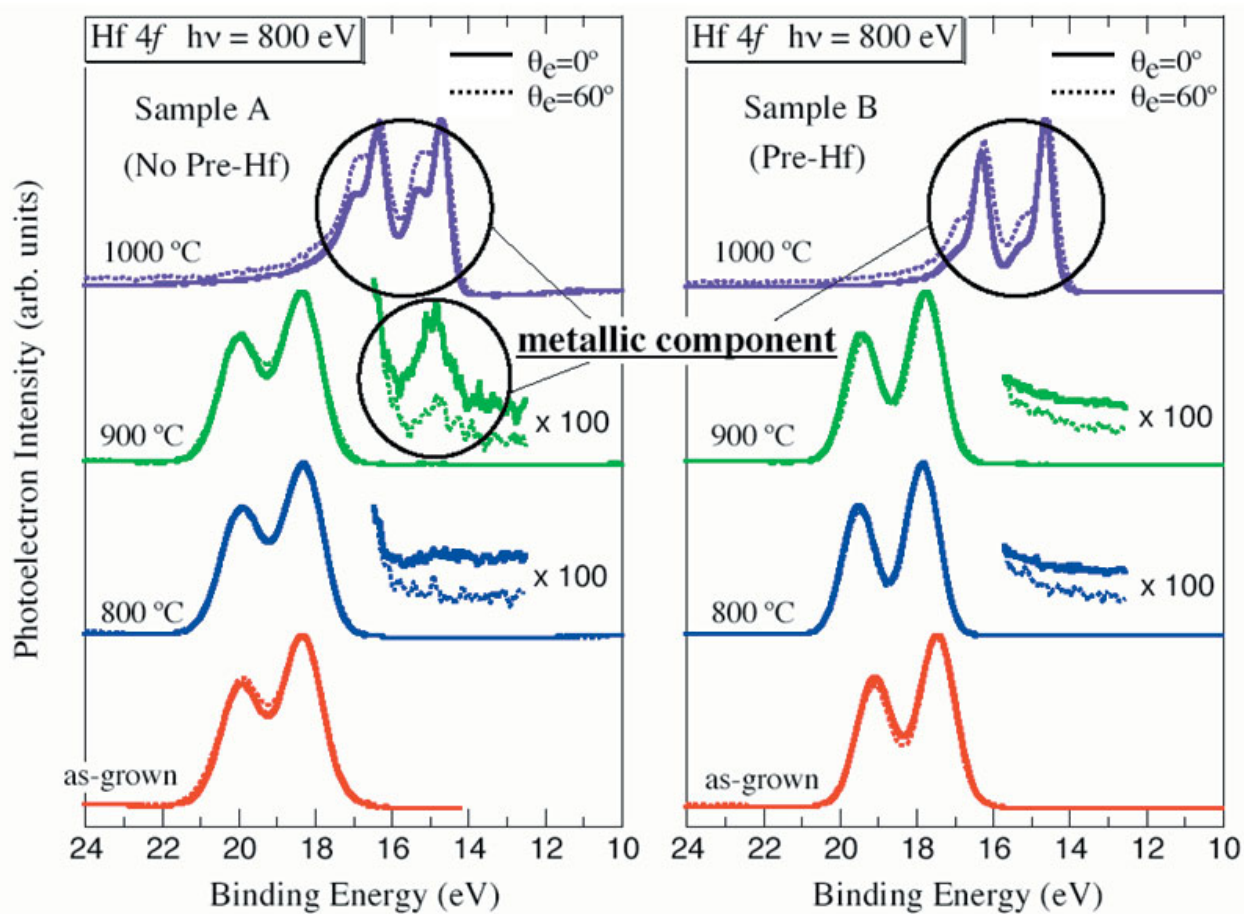 Hf 4f hν = 800 eV
θe=0°
θe=60°
Sample A
(No Pre-Hf)
1000 °C
900 °C
x 100
800 °C
x 100
as-grown
24 22 20 18 16 14 12 10
Binding Energy (eV)
Photoelectron Intensity (arb. units)
metallic component
Hf 4f hν = 800 eV
θe=0°
θe=60°
Sample B
(Pre-Hf)
1000 °C
900 °C
x 100
800 °C
x 100
as-grown
24 22 20 18 16 14 12 10
Binding Energy (eV)